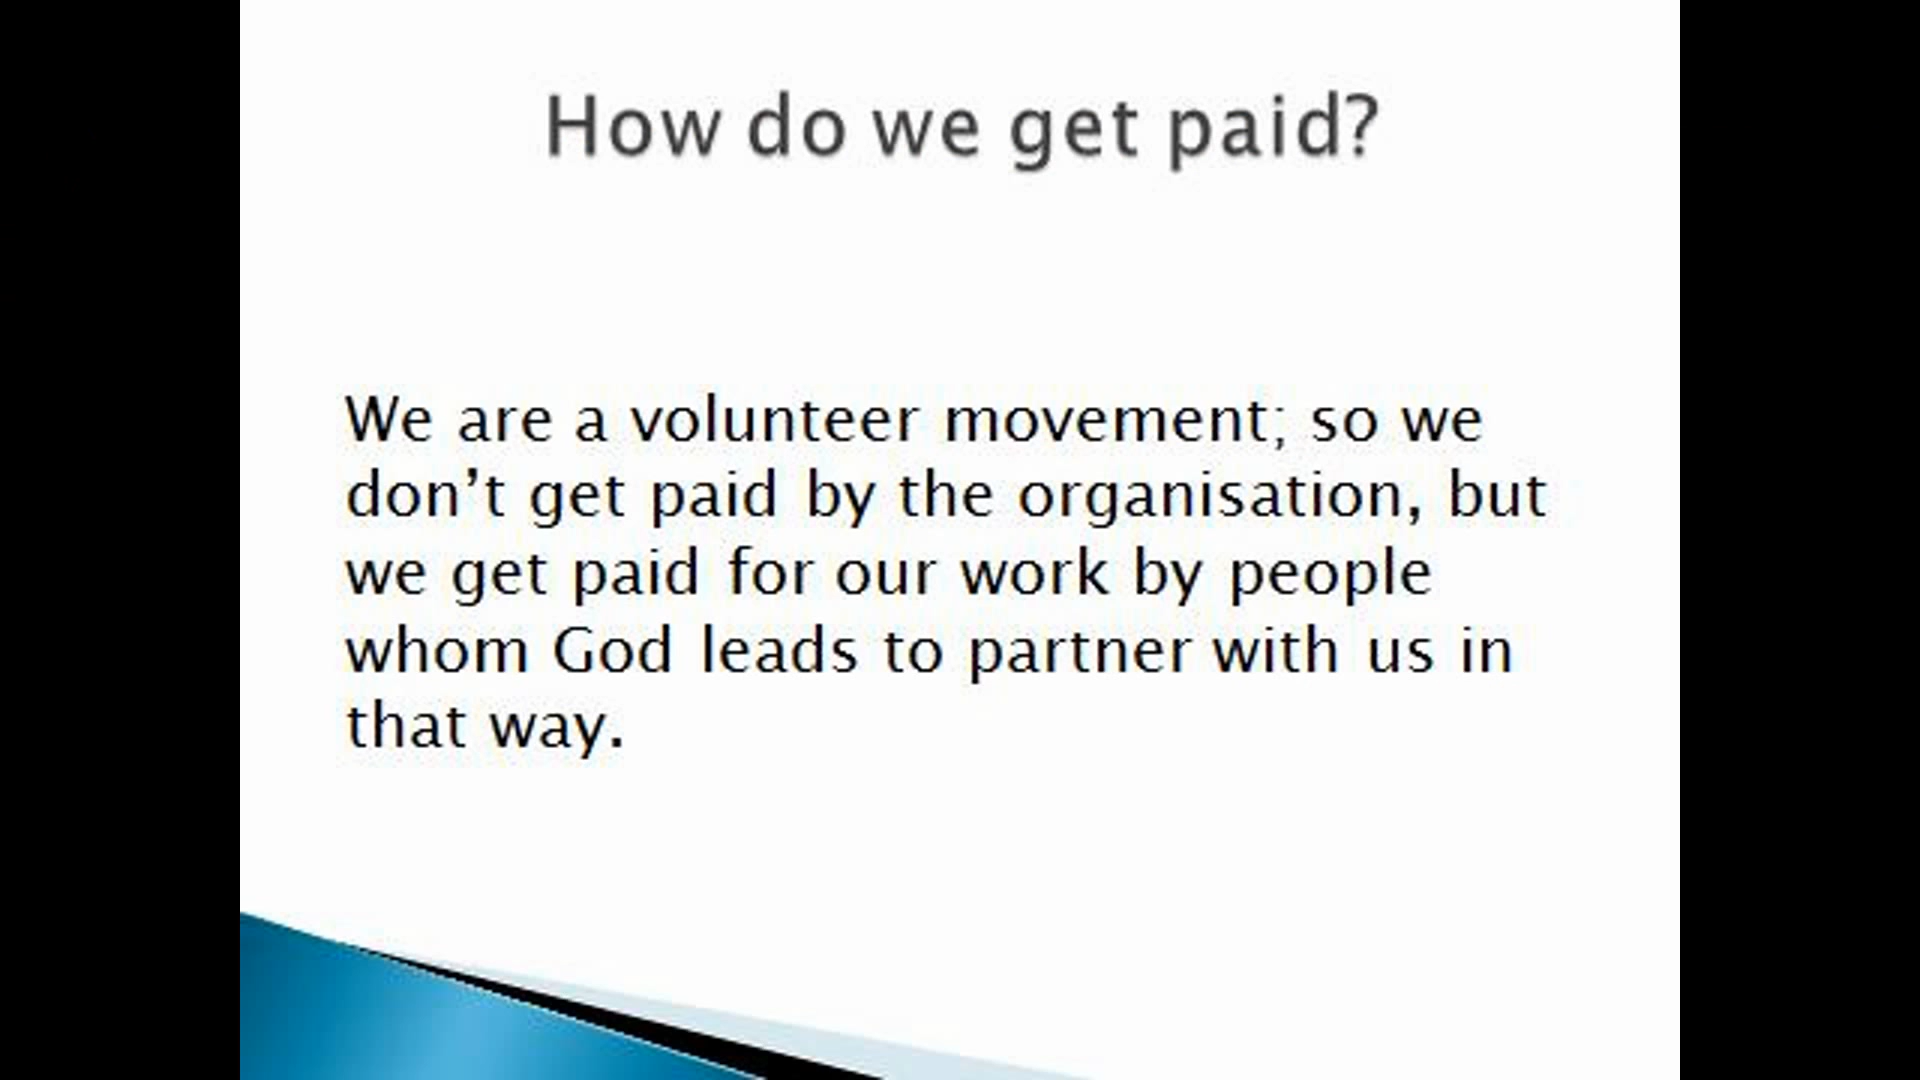 How do we get paid?
We are a volunteer movement; so we
don’t get paid by the organisation, but
we get paid for our work by people
whom God leads to partner with us in
that way.